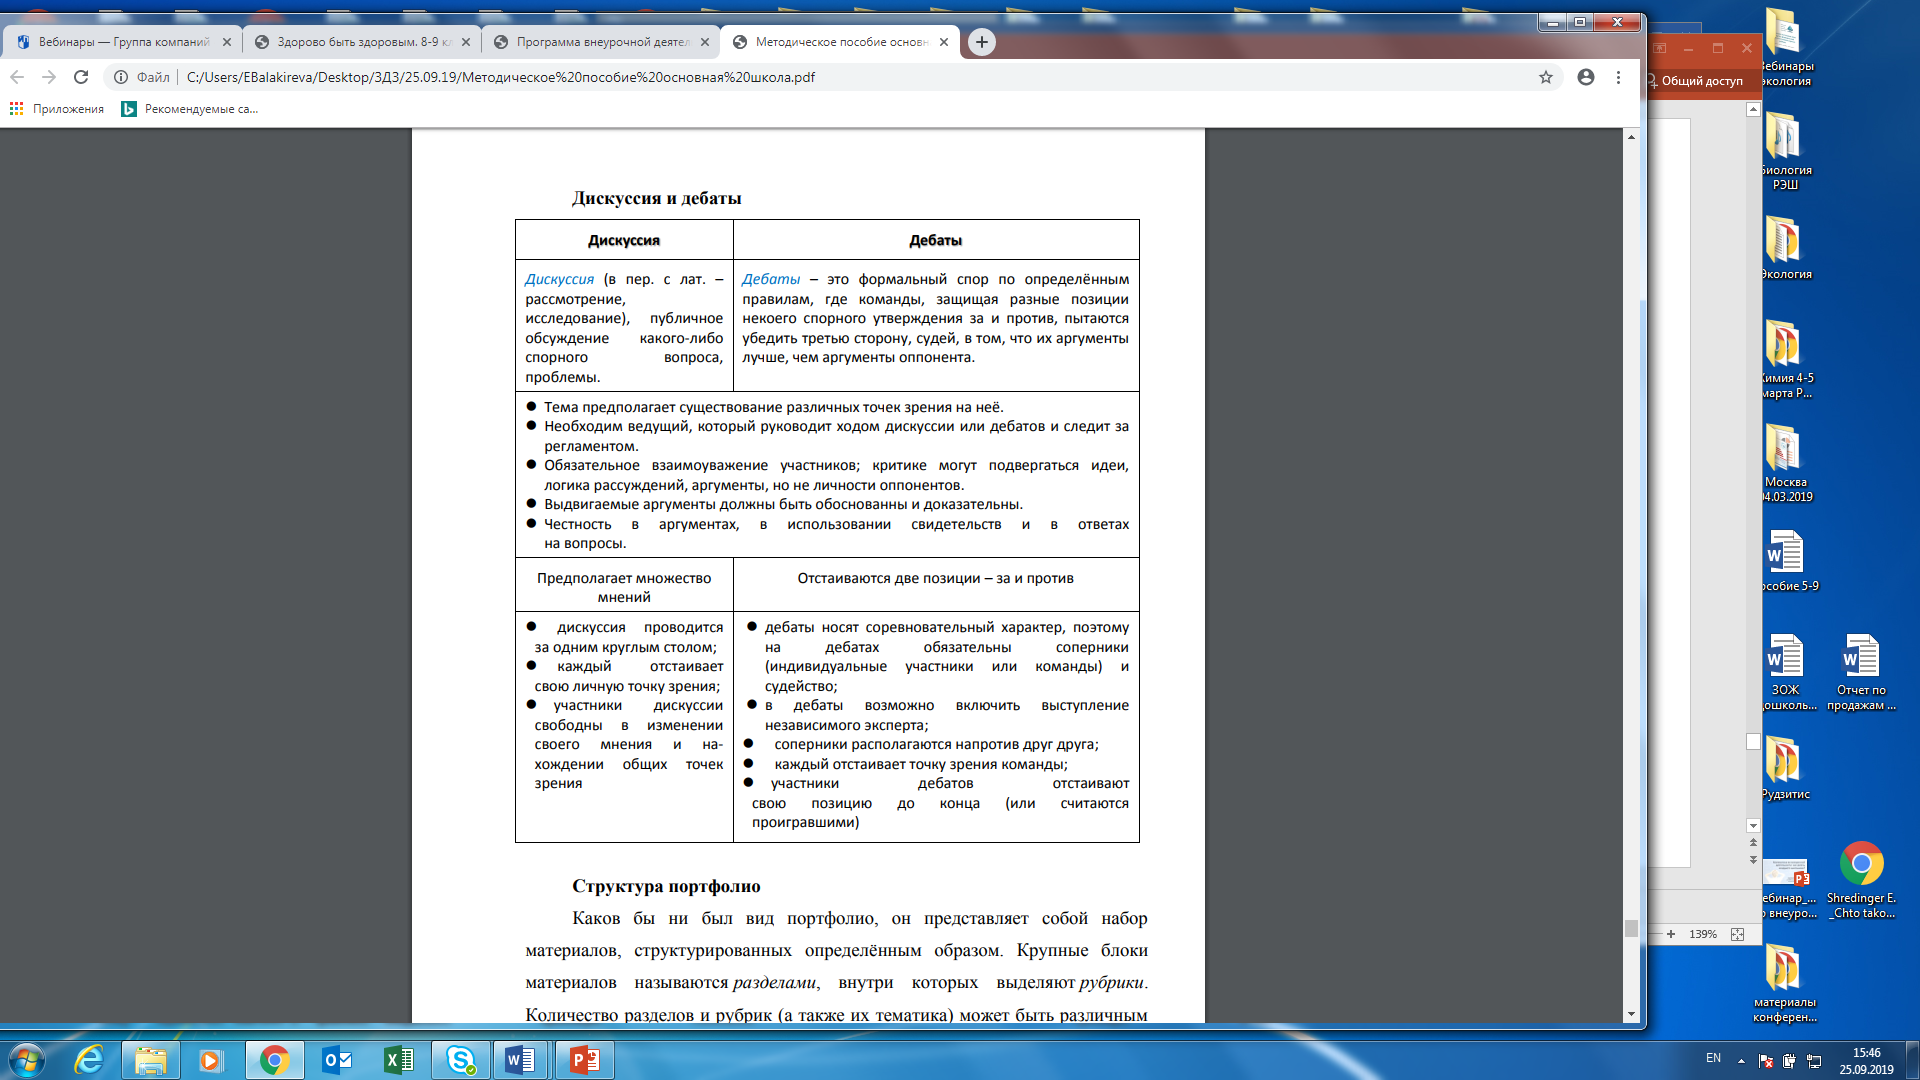 Вебинары — Группа компаний
Здорово быть здоровым. 8-9 кл
Программа внеурочной деятел
Методическое пособие основн
Файл
C:/Users/EBalakireva/Desktop/ЗДЗ/25.09.19/Методическое%20пособие%20основная%20школа.pdf
Приложения
Рекомендуемые са...
Общий доступ
Дискуссия и дебаты
Дискуссия
Дебаты
Дискуссия (в пер. с лат. –
рассмотрение,
исследование), публичное
обсуждение какого-либо
спорного вопроса,
проблемы.
Дебаты – это формальный спор по определённым
правилам, где команды, защищая разные позиции
некоего спорного утверждения за и против, пытаются
убедить третью сторону, судей, в том, что их аргументы
лучше, чем аргументы оппонента.
● Тема предполагает существование различных точек зрения на неё.
● Необходим ведущий, который руководит ходом дискуссии или дебатов и следит за
регламентом.
● Обязательное взаимоуважение участников; критике могут подвергаться идеи,
логика рассуждений, аргументы, но не личности оппонентов.
● Выдвигаемые аргументы должны быть обоснованны и доказательны.
● Честность в аргументах, в использовании свидетельств и в ответах
на вопросы.
Предполагает множество
мнений
Отстаиваются две позиции – за и против
● дискуссия проводится
за одним круглым столом;
● каждый отстаивает
свою личную точку зрения;
● участники дискуссии
свободны в изменении
своего мнения и на-
хождении общих точек
зрения
● дебаты носят соревновательный характер, поэтому
на дебатах обязательны соперники
(индивидуальные участники или команды) и
судейство;
● в дебаты возможно включить выступление
независимого эксперта;
● соперники располагаются напротив друг друга;
● каждый отстаивает точку зрения команды;
● участники дебатов отстаивают
свою позицию до конца (или считаются
проигравшими)
Структура портфолио
Каков бы ни был вид портфолио, он представляет собой набор
материалов, структурированных определённым образом. Крупные блоки
материалов называются разделами, внутри которых выделяют рубрики.
Количество разделов и рубрик (а также их тематика) может быть различным
139%
Вебинары
экология
Биология
РЭШ
Экология
Химия 4-5
марта Р...
Москва
04.03.2019
пособие 5-9
ЗОЖ
дошколь...
Отчет по
продажам ...
Рудзитис
вебинар_...
о внеуро...
Shredinger E.
_Chto tako...
материалы
конферен...
EN
15:46
25.09.2019